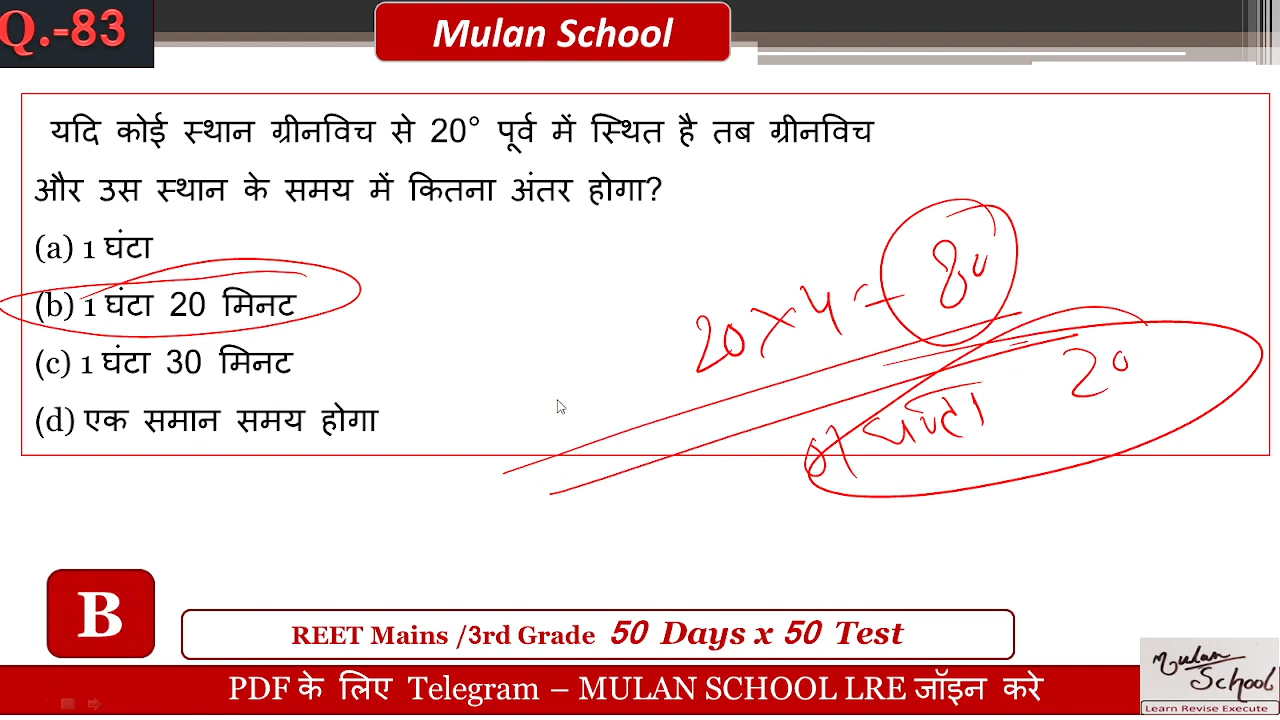 Q.-83
Mulan School
यदि कोई स्थान ग्रीनविच से 20° पूर्व में स्थित है तब ग्रीनविच
और उस स्थान के समय में कितना अंतर होगा?
(a) 1 घंटा
(b) 1 घंटा 20 मिनट
(c) 1 घंटा 30 मिनट
(d) एक समान समय होगा
20 x 4 = 80
घण्टा 20
B
REET Mains /3rd Grade 50 Days x 50 Test
PDF के लिए Telegram – MULAN SCHOOL LRE जॉइन करे
Mulan School
Learn Revise Execute